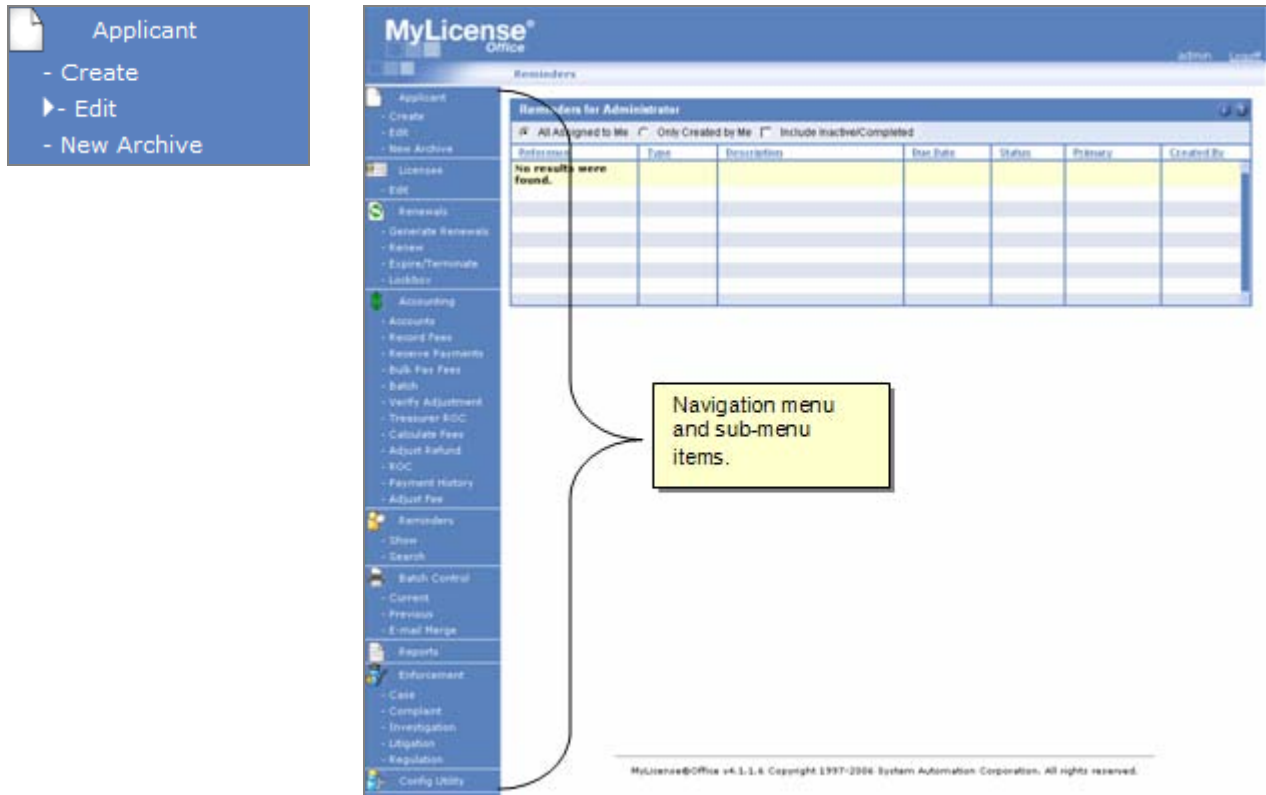 Applicant
- Create
- Edit
- New Archive
MyLicense®
Office
admin Logoff
Reminders
Applicant
- Create
- Edit
- New Archive
Licensee
- Edit
Renewals
- Generate Renewals
- Renew
- Expire/Terminate
- Lockbox
Accounting
- Accounts
- Record Fees
- Reserve Payments
- Bulk Pay Fees
- Batch
- Verify Adjustment
- Treasurer ROC
- Calculate Fees
- Adjust Refund
- ROC
- Payment History
- Adjust Fee
Reminders
- Show
- Search
Batch Control
- Current
- Previous
- E-mail Merge
Reports
Enforcement
- Case
- Complaint
- Investigation
- Litigation
- Regulation
Config Utility
Reminders for Administrator
All Assigned to Me Only Created by Me Include Inactive/Completed
Reference Type Description Due Date Status Primary Created By
No results were
found.
Navigation menu
and sub-menu
items.
MyLicense®Office v4.1.1.6 Copyright 1997-2006 System Automation Corporation. All rights reserved.